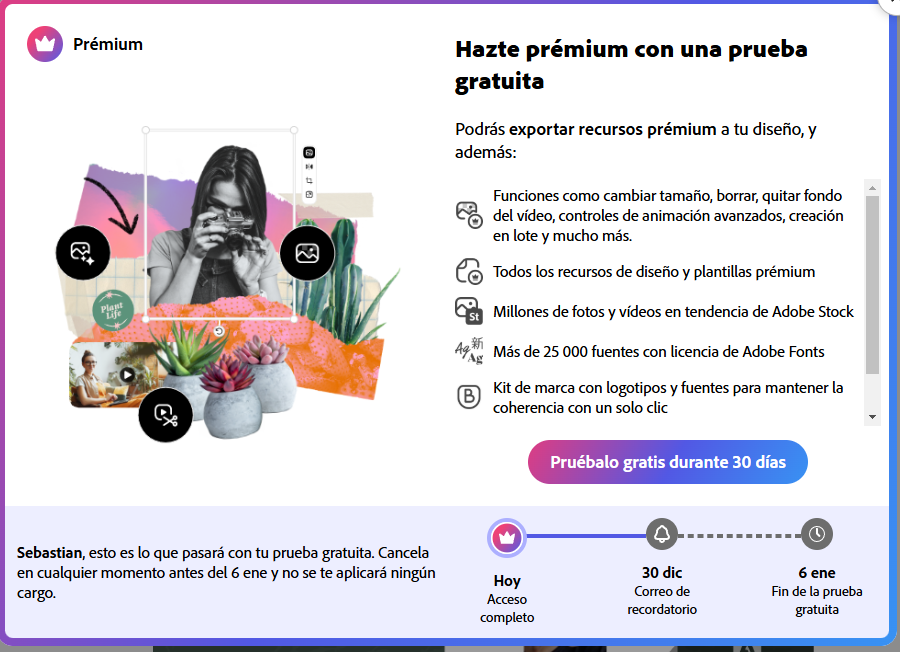 Prémium
Hazte prémium con una prueba
gratuita
Podrás exportar recursos prémium a tu diseño, y
además:
Funciones como cambiar tamaño, borrar, quitar fondo
del vídeo, controles de animación avanzados, creación
en lote y mucho más.
Todos los recursos de diseño y plantillas prémium
St
Millones de fotos y vídeos en tendencia de Adobe Stock
Ag新
Ag
Más de 25 000 fuentes con licencia de Adobe Fonts
B
Kit de marca con logotipos y fuentes para mantener la
coherencia con un solo clic
Plant
Life
Pruébalo gratis durante 30 días
Sebastian, esto es lo que pasará con tu prueba gratuita. Cancela
en cualquier momento antes del 6 ene y no se te aplicará ningún
cargo.
Hoy
Acceso
completo
30 dic
Correo de
recordatorio
6 ene
Fin de la prueba
gratuita